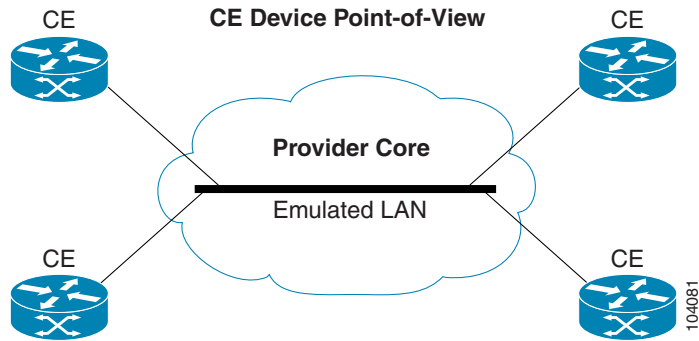 CE Device Point-of-View
CE
CE
Provider Core
Emulated LAN
CE
CE
104081